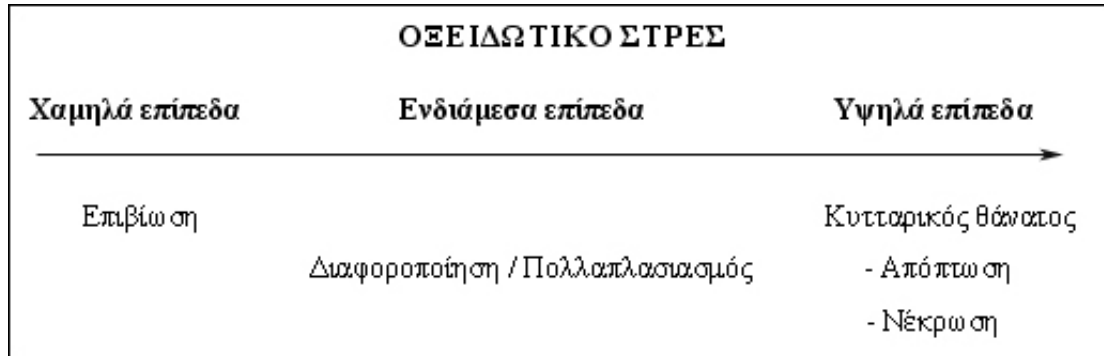 ΟΞΕΙΔΩΤΙΚΟ ΣΤΡΕΣ
Χαμηλά επίπεδα Ενδιάμεσα επίπεδα Υψηλά επίπεδα
Επιβίωση Κυτταρικός θάνατος
Διαφοροποίηση / Πολλαπλασιασμός - Απόπτωση
- Νέκρωση